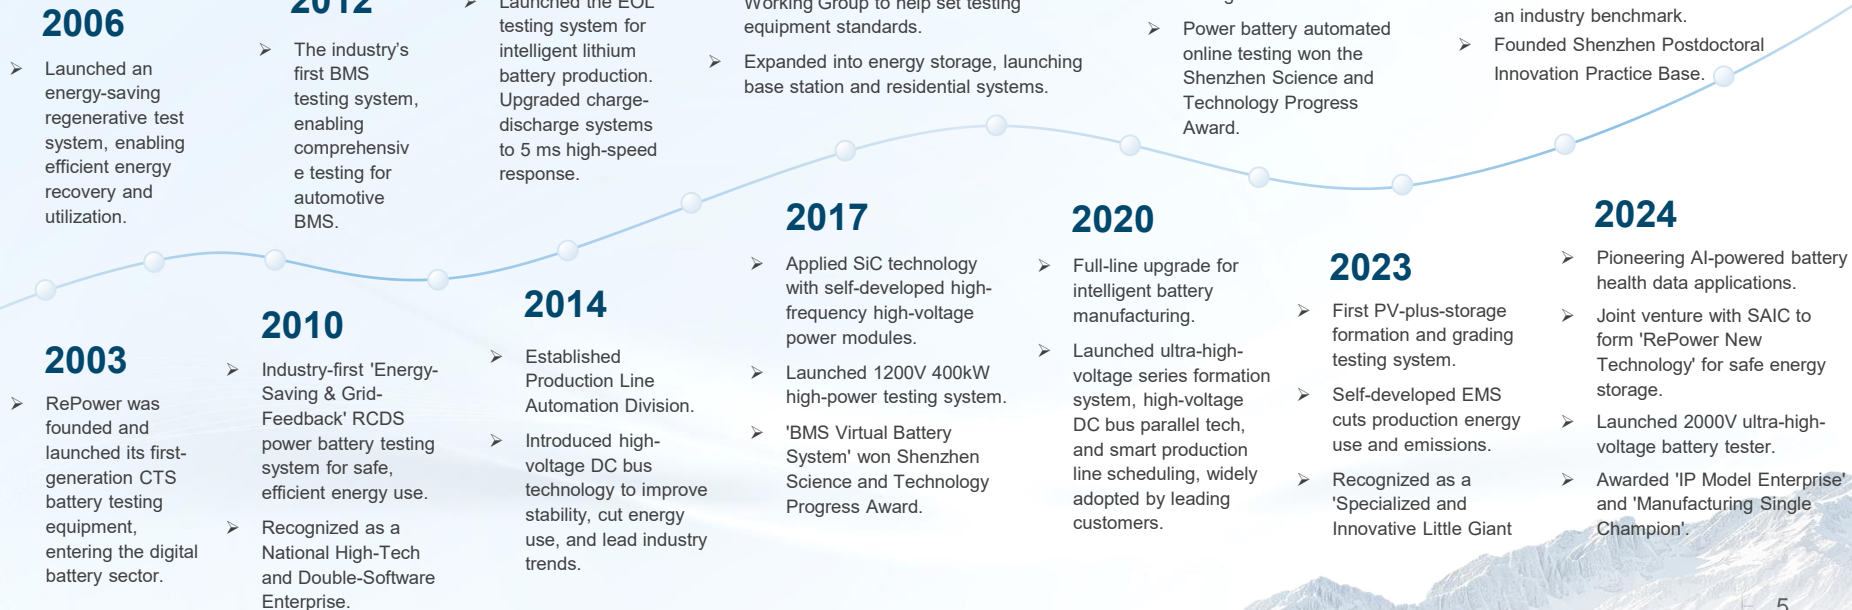 2006
Launched an
energy-saving
regenerative test
system, enabling
efficient energy
recovery and
utilization.
2012
The industry's
first BMS
testing system,
enabling
comprehensiv
e testing for
automotive
BMS.
Launched the EOL
testing system for
intelligent lithium
battery production.
Upgraded charge-
discharge systems
to 5 ms high-speed
response.
Working Group to help set testing
equipment standards.
Expanded into energy storage, launching
base station and residential systems.
Power battery automated
online testing won the
Shenzhen Science and
Technology Progress
Award.
an industry benchmark.
Founded Shenzhen Postdoctoral
Innovation Practice Base.
2003
RePower was
founded and
launched its first-
generation CTS
battery testing
equipment,
entering the digital
battery sector.
2010
Industry-first 'Energy-
Saving & Grid-
Feedback' RCDS
power battery testing
system for safe,
efficient energy use.
Recognized as a
National High-Tech
and Double-Software
Enterprise.
2014
Established
Production Line
Automation Division.
Introduced high-
voltage DC bus
technology to improve
stability, cut energy
use, and lead industry
trends.
2017
Applied SiC technology
with self-developed high-
frequency high-voltage
power modules.
Launched 1200V 400kW
high-power testing system.
'BMS Virtual Battery
System' won Shenzhen
Science and Technology
Progress Award.
2020
Full-line upgrade for
intelligent battery
manufacturing.
Launched ultra-high-
voltage series formation
system, high-voltage
DC bus parallel tech,
and smart production
line scheduling, widely
adopted by leading
customers.
2023
First PV-plus-storage
formation and grading
testing system.
Self-developed EMS
cuts production energy
use and emissions.
Recognized as a
'Specialized and
Innovative Little Giant
2024
Pioneering AI-powered battery
health data applications.
Joint venture with SAIC to
form 'RePower New
Technology' for safe energy
storage.
Launched 2000V ultra-high-
voltage battery tester.
Awarded 'IP Model Enterprise'
and 'Manufacturing Single
Champion'.
5